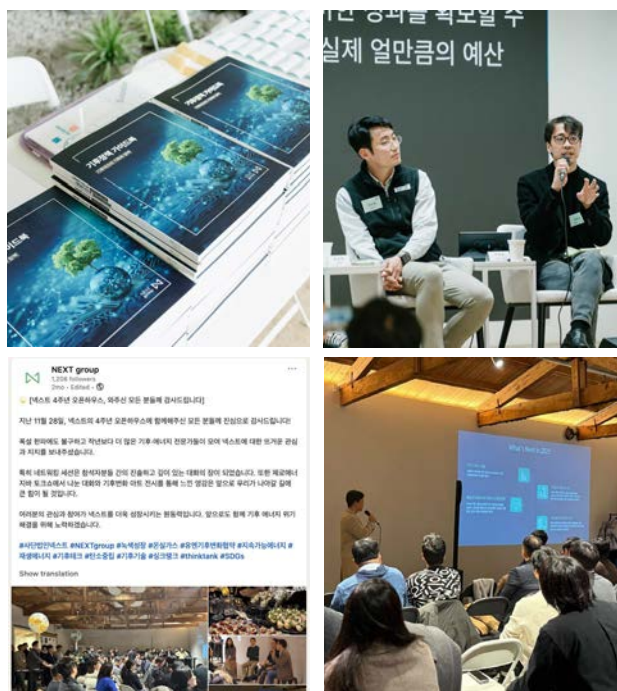 기후정책 가이드북
기후정책 가이드북
이드북
성과를 확보할 수
실제 얼만큼의 예산
NEXT group
1,208 followers
2mo • Edited •
[넥스트 4주년 오픈하우스, 와주신 모든 분들께 감사드립니다]
지난 11월 28일, 넥스트의 4주년 오픈하우스에 함께해주신 모든 분들께 진심으로 감사드립니다!
폭설 한파에도 불구하고 작년보다 더 많은 기후·에너지 전문가들이 모여 넥스트에 대한 뜨거운 관심
과 지지를 보내주셨습니다.
특히 네트워킹 세션은 참석자분들 간의 진솔하고 깊이 있는 대화의 장이 되었습니다. 또한 제로에너
지바 토크쇼에서 나눈 대화와 기후변화 아트 전시를 통해 느낀 영감은 앞으로 우리가 나아갈 길에
큰 힘이 될 것입니다.
여러분의 관심과 참여가 넥스트를 더욱 성장시키는 원동력입니다. 앞으로도 함께 기후 에너지 위기
해결을 위해 노력하겠습니다.
#사단법인넥스트 #NEXTgroup #녹색성장 #온실가스 #유엔기후변화협약 #지속가능에너지 #
재생에너지 #기후테크 #탄소중립 #기후기술 #싱크탱크 #thinktank #SDGs
Show translation
What's Next in 2025